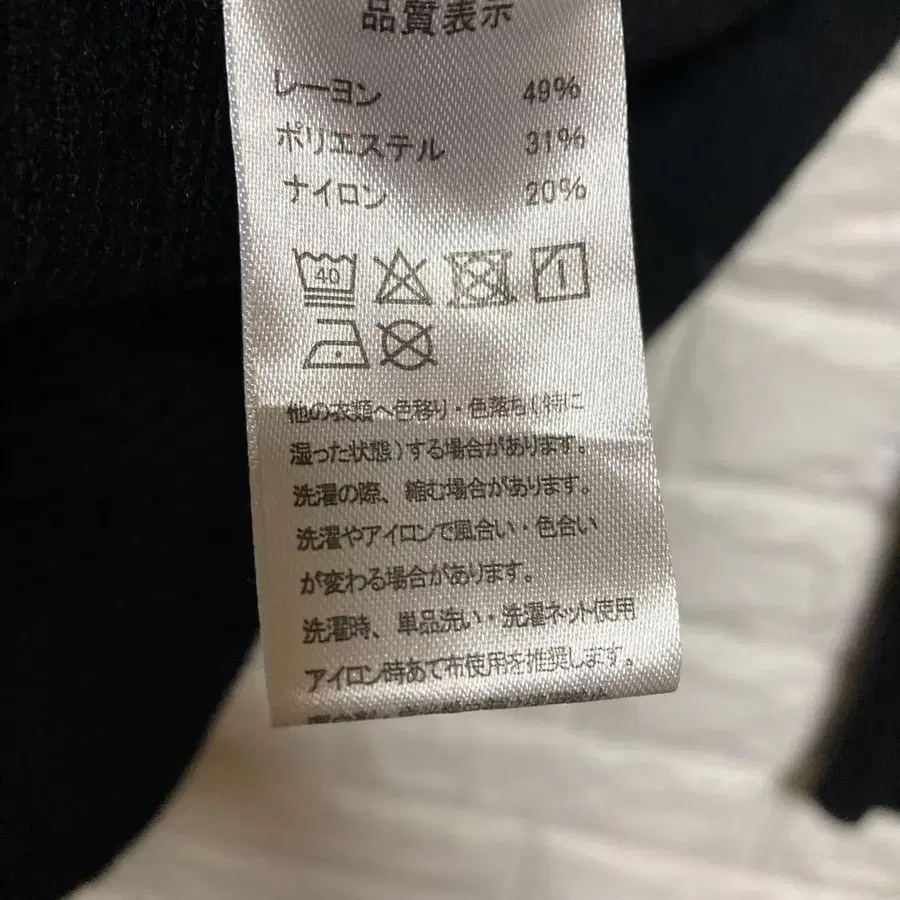 品質表示
レーヨン 49%
ポリエステル 31%
ナイロン 20%
40
他の衣類へ色移り・色落ち(特に
湿った状態)する場合があります。
洗濯の際、縮む場合があります。
洗濯やアイロンで風合い・色合い
が変わる場合があります。
洗濯時、単品洗い・洗濯ネット使用
アイロン時あて布使用を推奨します。